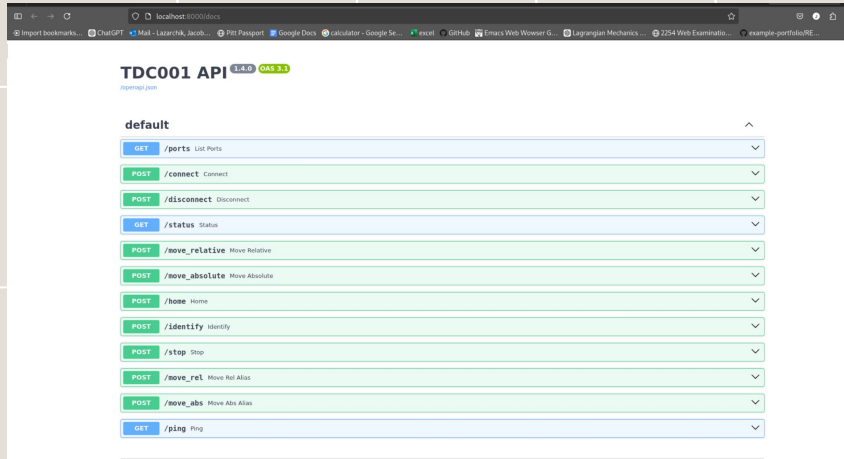 localhost:8000/docs
Import bookmarks... ChatGPT Mail - Lazarchik, Jacob... Pitt Passport Google Docs calculator - Google Se... excel GitHub Emacs Web Wowser G... Lagrangian Mechanics ... 2254 Web Examinatio... example-portfolio/RE...
TDC001 API 1.4.0 OAS 3.1
/openapi.json
default
GET /ports List Ports
POST /connect Connect
POST /disconnect Disconnect
GET /status Status
POST /move_relative Move Relative
POST /move_absolute Move Absolute
POST /home Home
POST /identify Identify
POST /stop Stop
POST /move_rel Move Rel Alias
POST /move_abs Move Abs Alias
GET /ping Ping